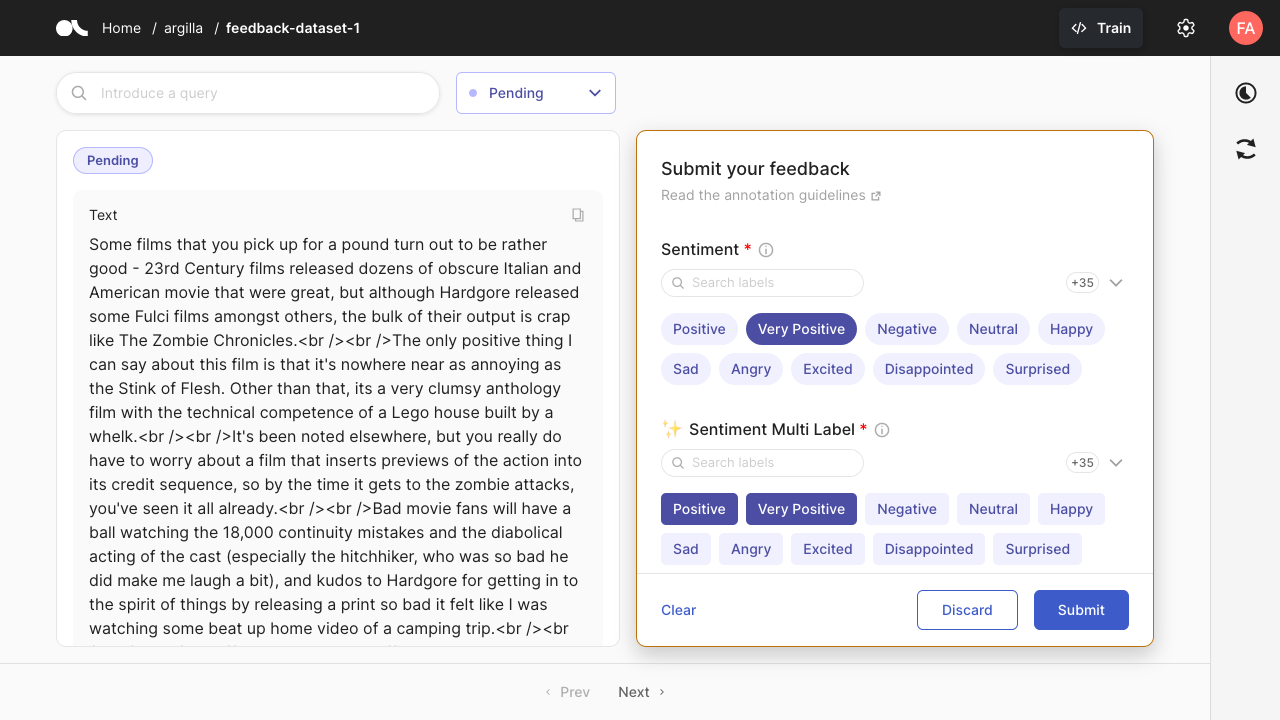 Home / argilla / feedback-dataset-1
Train
FA
Introduce a query
Pending
Pending
Text
Some films that you pick up for a pound turn out to be rather
good - 23rd Century films released dozens of obscure Italian and
American movie that were great, but although Hardgore released
some Fulci films amongst others, the bulk of their output is crap
like The Zombie Chronicles.<br /><br />The only positive thing I
can say about this film is that it's nowhere near as annoying as
the Stink of Flesh. Other than that, its a very clumsy anthology
film with the technical competence of a Lego house built by a
whelk.<br /><br />It's been noted elsewhere, but you really do
have to worry about a film that inserts previews of the action into
its credit sequence, so by the time it gets to the zombie attacks,
you've seen it all already.<br /><br />Bad movie fans will have a
ball watching the 18,000 continuity mistakes and the diabolical
acting of the cast (especially the hitchhiker, who was so bad he
did make me laugh a bit), and kudos to Hardgore for getting in to
the spirit of things by releasing a print so bad it felt like I was
watching some beat up home video of a camping trip.<br /><br
Submit your feedback
Read the annotation guidelines
Sentiment *
Search labels
+35
Positive Very Positive Negative Neutral Happy
Sad Angry Excited Disappointed Surprised
✨ Sentiment Multi Label *
Search labels
+35
Positive Very Positive Negative Neutral Happy
Sad Angry Excited Disappointed Surprised
Clear
Discard
Submit
‹ Prev Next ›